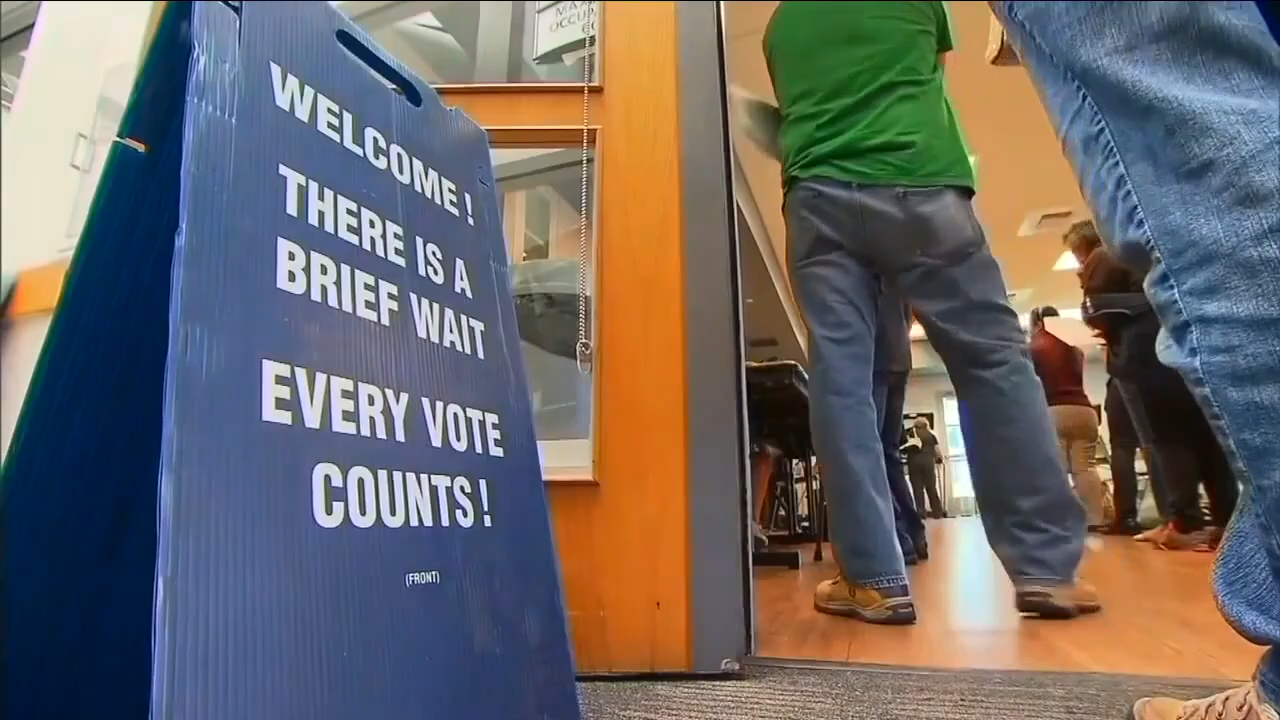 WELCOME!
THERE IS A
BRIEF WAIT
EVERY VOTE
COUNTS!
(FRONT)